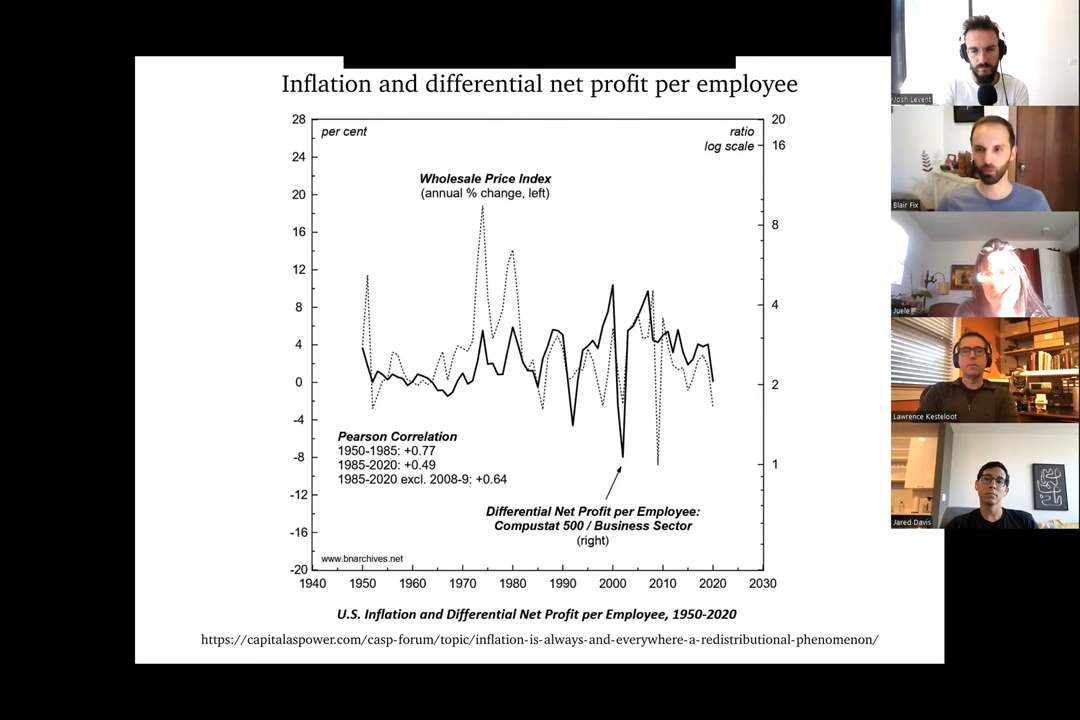 Inflation and differential net profit per employee
28
24
20
16
12
8
4
0
-4
-8
-12
-16
-20
per cent
ratio
log scale
20
16
8
4
2
1
Wholesale Price Index
(annual % change, left)
Pearson Correlation
1950-1985: +0.77
1985-2020: +0.49
1985-2020 excl. 2008-9: +0.64
Differential Net Profit per Employee:
Compustat 500 / Business Sector
(right)
www.bnarchives.net
1940 1950 1960 1970 1980 1990 2000 2010 2020 2030
U.S. Inflation and Differential Net Profit per Employee, 1950-2020
https://capitalaspower.com/casp-forum/topic/inflation-is-always-and-everywhere-a-redistributional-phenomenon/
Josh Levent
Blair Fix
Juele
Lawrence Kesteloot
Jared Davis